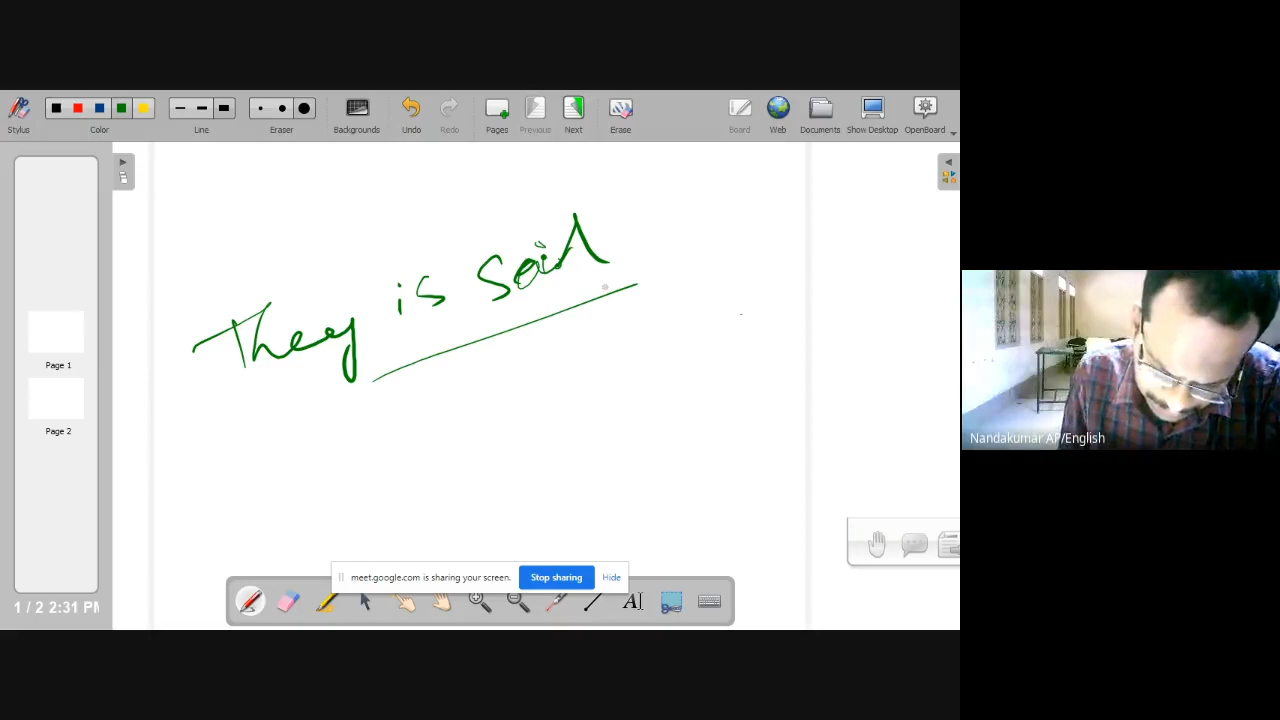 Stylus
Color
Line
Eraser
Backgrounds
Undo
Redo
Pages
Previous
Next
Erase
Board
Web
Documents
Show Desktop
OpenBoard
They is said
Page 1
Page 2
Nandakumar AP/English
meet.google.com is sharing your screen.
Stop sharing
Hide
1 / 2 2:31 PM
A